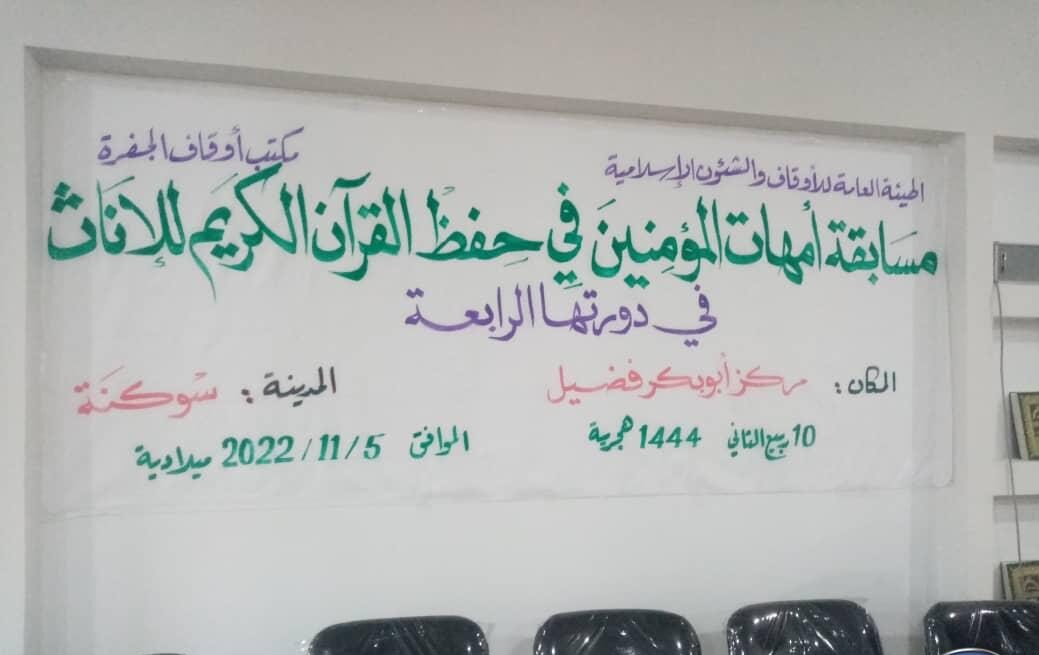 الهيئة العامة للأوقاف والشئون الإسلامية مكتب أوقاف الجفرة
مسابقة أمهات المؤمنين في حفظ القرآن الكريم للإناث
في دورتها الرابعة
المكان: مركز أبوبكر فضيل المدينة: سوكنة
10 ربيع الثاني 1444 هجرية الموافق 2022/11/5 ميلادية